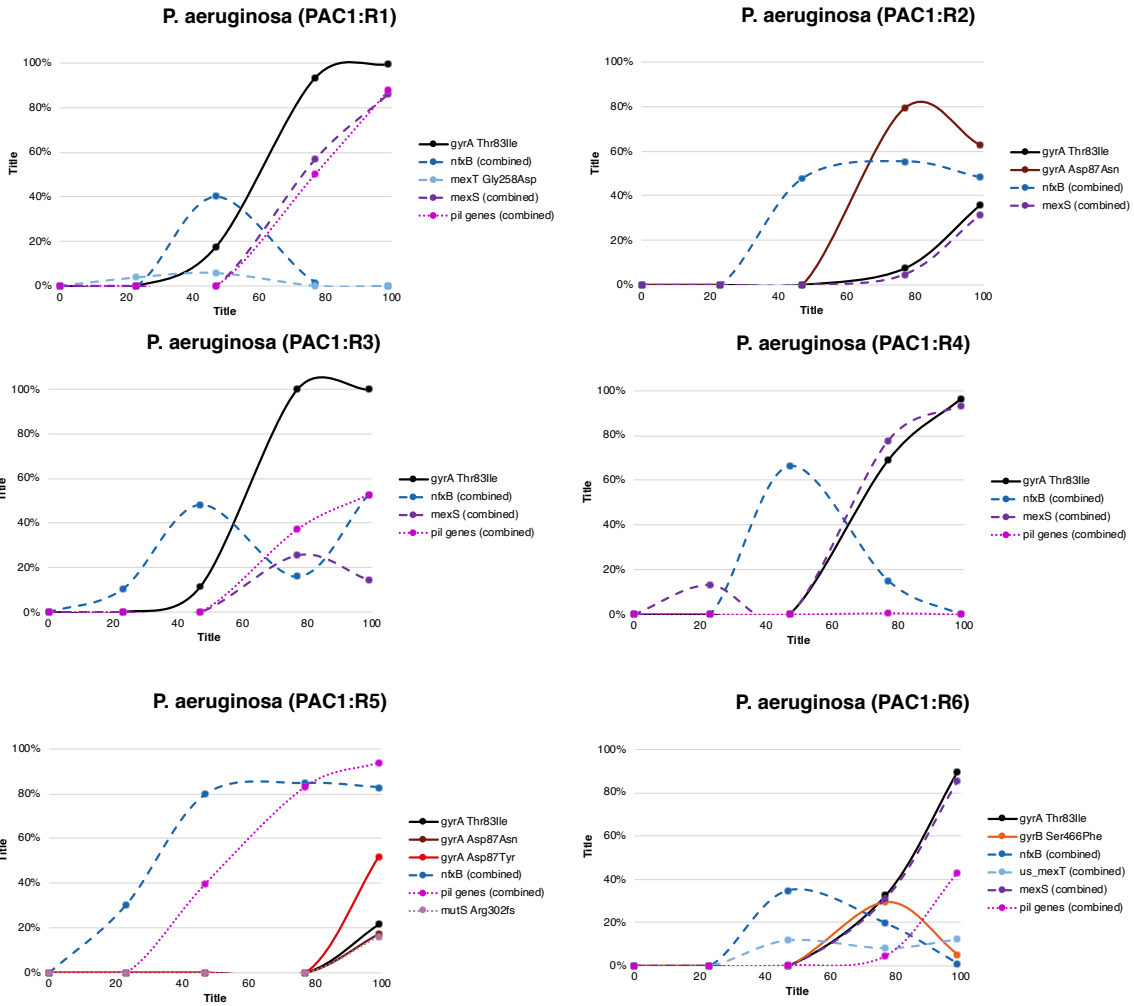 P. aeruginosa (PAC1:R1)
100%
80%
60%
40%
20%
0%
0 20 40 60 80 100
Title
Title
gyrA Thr83Ile
nfxB (combined)
mexT Gly258Asp
mexS (combined)
pil genes (combined)
P. aeruginosa (PAC1:R2)
100%
80%
60%
40%
20%
0%
0 20 40 60 80 100
Title
Title
gyrA Thr83Ile
gyrA Asp87Asn
nfxB (combined)
mexS (combined)
P. aeruginosa (PAC1:R3)
100%
80%
60%
40%
20%
0%
0 20 40 60 80 100
Title
Title
gyrA Thr83Ile
nfxB (combined)
mexS (combined)
pil genes (combined)
P. aeruginosa (PAC1:R4)
100%
80%
60%
40%
20%
0%
0 20 40 60 80 100
Title
Title
gyrA Thr83Ile
nfxB (combined)
mexS (combined)
pil genes (combined)
P. aeruginosa (PAC1:R5)
100%
80%
60%
40%
20%
0%
0 20 40 60 80 100
Title
Title
gyrA Thr83Ile
gyrA Asp87Asn
gyrA Asp87Tyr
nfxB (combined)
pil genes (combined)
mutS Arg302fs
P. aeruginosa (PAC1:R6)
100%
80%
60%
40%
20%
0%
0 20 40 60 80 100
Title
Title
gyrA Thr83Ile
gyrB Ser466Phe
nfxB (combined)
us_mexT (combined)
mexS (combined)
pil genes (combined)